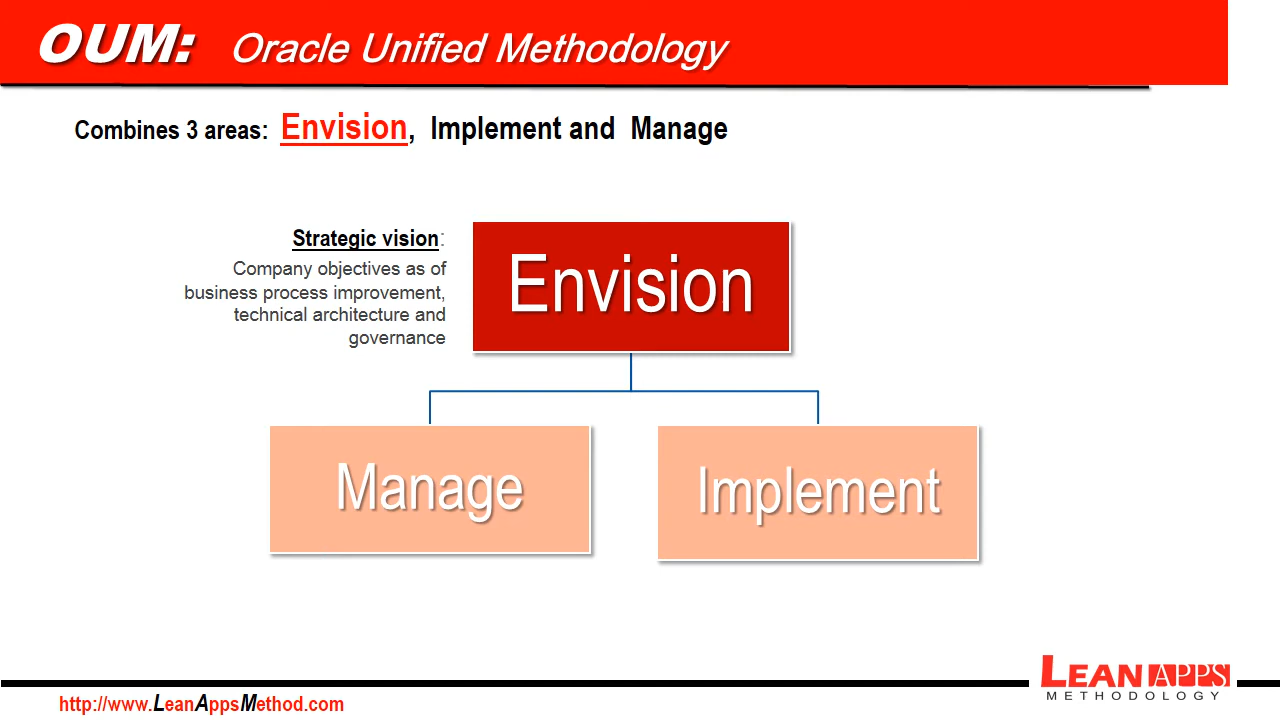 OUM: Oracle Unified Methodology
Combines 3 areas: Envision, Implement and Manage
Strategic vision:
Company objectives as of
business process improvement,
technical architecture and
governance
Envision
Manage
Implement
http://www.LeanAppsMethod.com
LEAN APPS
METHODOLOGY